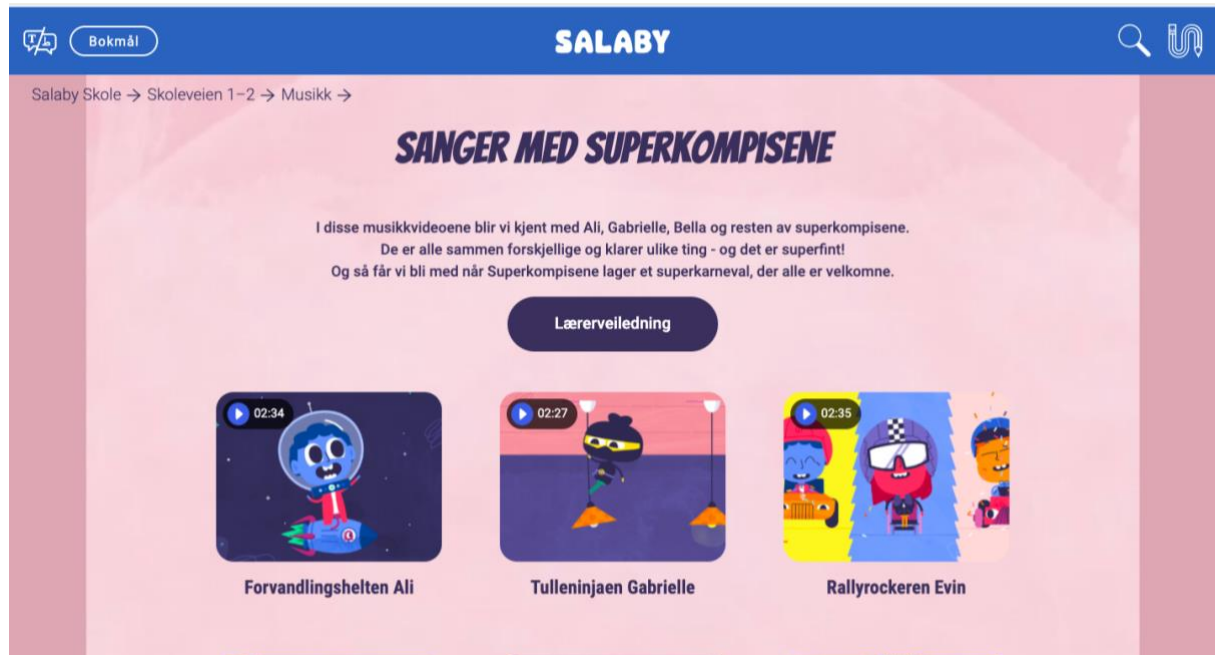 Bokmål
SALABY
Salaby Skole → Skoleveien 1–2 → Musikk →
SANGER MED SUPERKOMPISENE
I disse musikkvideoene blir vi kjent med Ali, Gabrielle, Bella og resten av superkompisene.
De er alle sammen forskjellige og klarer ulike ting - og det er superfint!
Og så får vi bli med når Superkompisene lager et superkarneval, der alle er velkomne.
Lærerveiledning
02:34
02:27
02:35
Forvandlingshelten Ali
Tulleninjaen Gabrielle
Rallyrockeren Evin